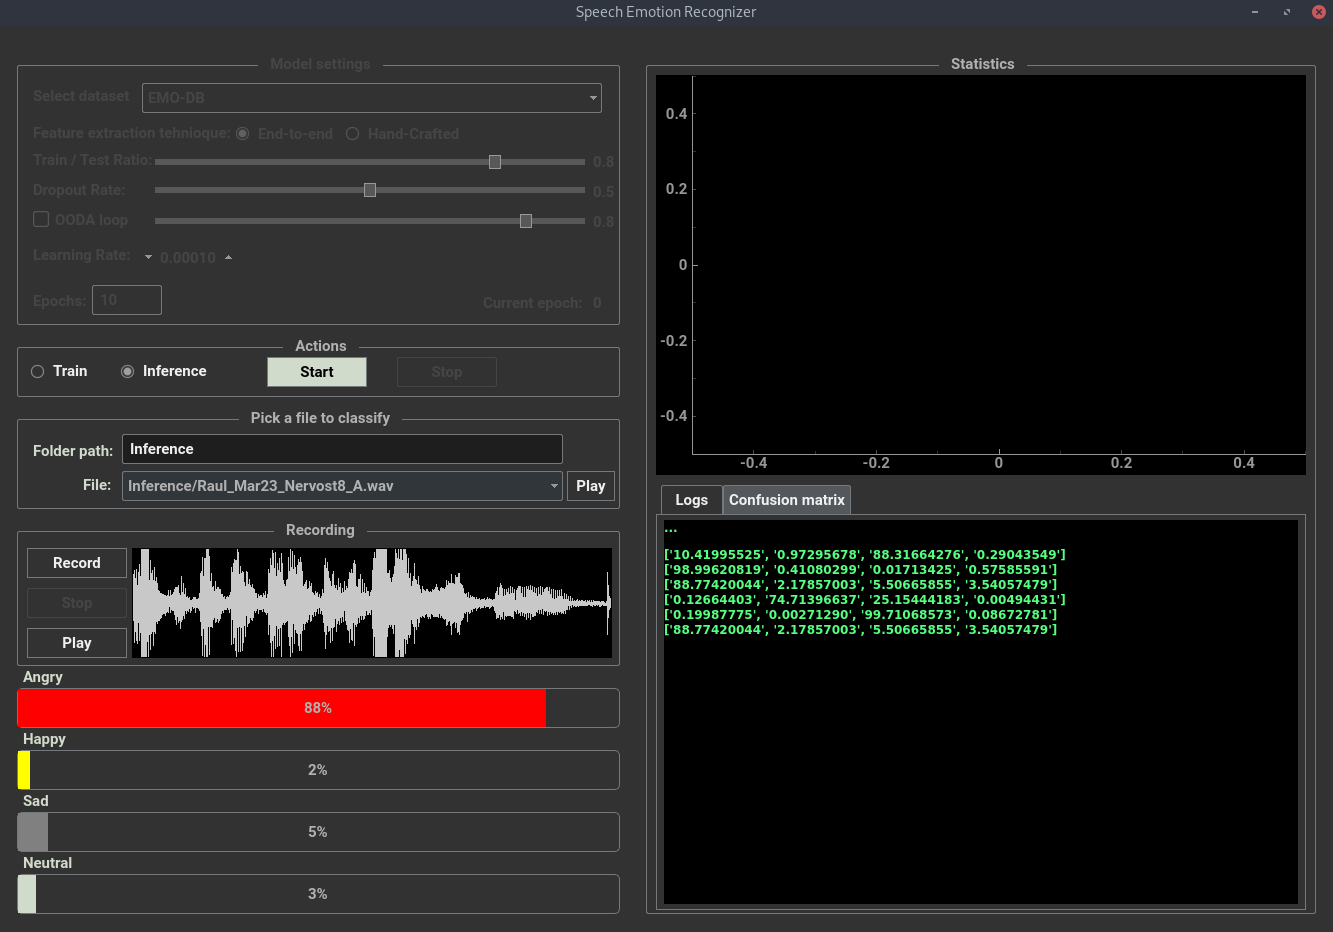 Speech Emotion Recognizer
Model settings
Select dataset EMO-DB
Feature extraction tehnioque: End-to-end Hand-Crafted
Train / Test Ratio: 0.8
Dropout Rate: 0.5
OODA loop 0.8
Learning Rate: 0.00010
Epochs: 10 Current epoch: 0
Actions
Train Inference Start Stop
Pick a file to classify
Folder path: Inference
File: Inference/Raul_Mar23_Nervost8_A.wav Play
Recording
Record
Stop
Play
Angry
88%
Happy
2%
Sad
5%
Neutral
3%
Statistics
0.4
0.2
0
-0.2
-0.4
-0.4 -0.2 0 0.2 0.4
Logs Confusion matrix
...
['10.41995525', '0.97295678', '88.31664276', '0.29043549']
['98.99620819', '0.41080299', '0.01713425', '0.57585591']
['88.77420044', '2.17857003', '5.50665855', '3.54057479']
['0.12664403', '74.71396637', '25.15444183', '0.00494431']
['0.19987775', '0.00271290', '99.71068573', '0.08672781']
['88.77420044', '2.17857003', '5.50665855', '3.54057479']